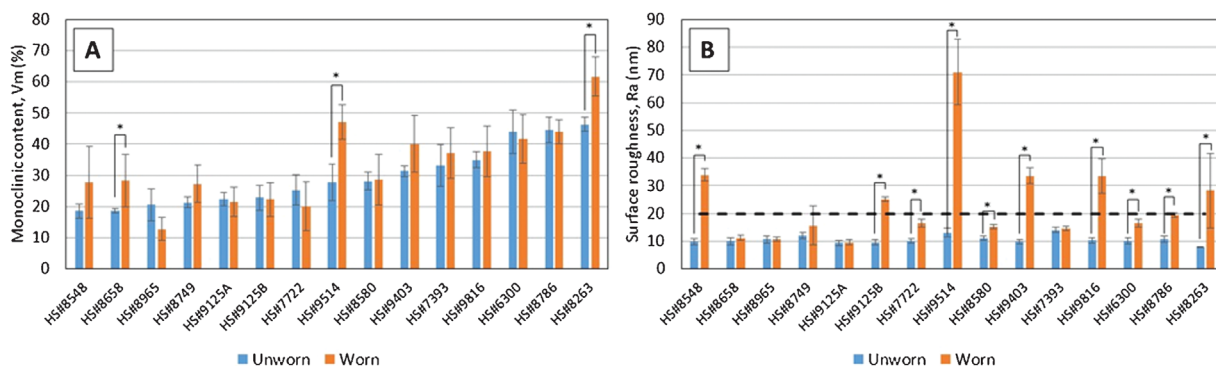 A
Monoclinic content, Vm (%)
80
70
60
50
40
30
20
10
0
*
*
*
HS#8548
HS#8658
HS#8965
HS#8749
HS#9125A
HS#9125B
HS#7722
HS#9514
HS#8580
HS#9403
HS#7393
HS#9816
HS#6300
HS#8786
HS#8263
Unworn Worn
B
Surface roughness, Ra (nm)
90
80
70
60
50
40
30
20
10
0
*
*
*
*
*
*
*
*
*
*
HS#8548
HS#8658
HS#8965
HS#8749
HS#9125A
HS#9125B
HS#7722
HS#9514
HS#8580
HS#9403
HS#7393
HS#9816
HS#6300
HS#8786
HS#8263
Unworn Worn